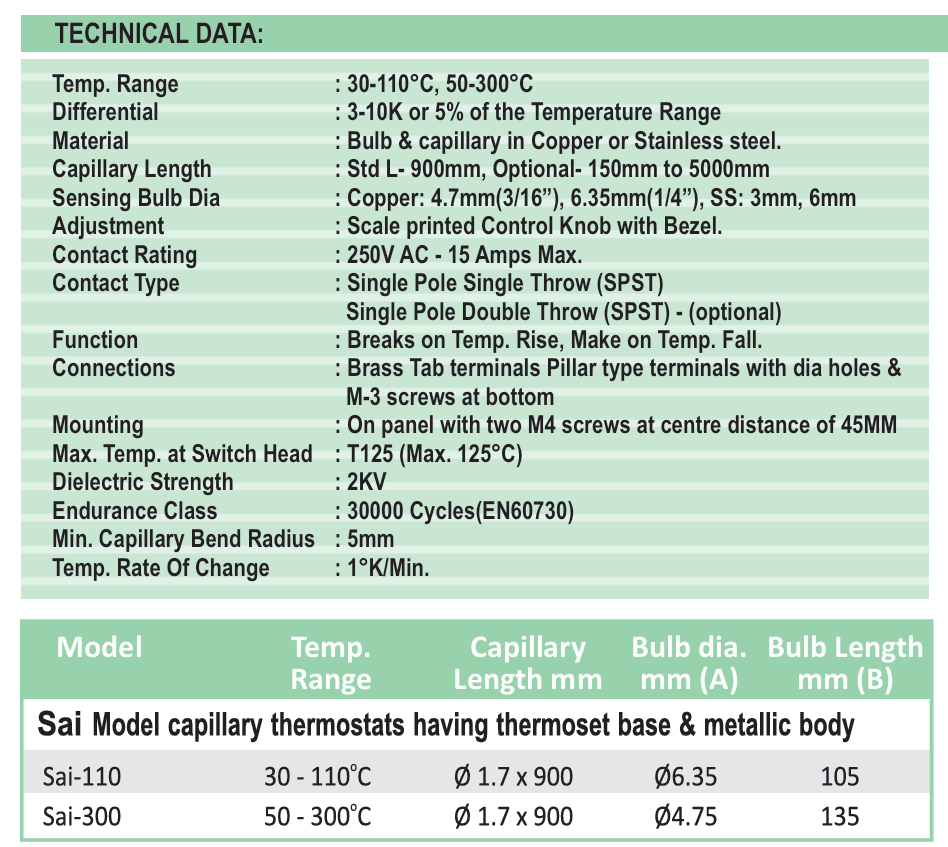 TECHNICAL DATA:
Temp. Range : 30-110°C, 50-300°C
Differential : 3-10K or 5% of the Temperature Range
Material : Bulb & capillary in Copper or Stainless steel.
Capillary Length : Std L- 900mm, Optional- 150mm to 5000mm
Sensing Bulb Dia : Copper: 4.7mm(3/16”), 6.35mm(1/4”), SS: 3mm, 6mm
Adjustment : Scale printed Control Knob with Bezel.
Contact Rating : 250V AC - 15 Amps Max.
Contact Type : Single Pole Single Throw (SPST)
Single Pole Double Throw (SPST) - (optional)
Function : Breaks on Temp. Rise, Make on Temp. Fall.
Connections : Brass Tab terminals Pillar type terminals with dia holes &
M-3 screws at bottom
Mounting : On panel with two M4 screws at centre distance of 45MM
Max. Temp. at Switch Head : T125 (Max. 125°C)
Dielectric Strength : 2KV
Endurance Class : 30000 Cycles(EN60730)
Min. Capillary Bend Radius : 5mm
Temp. Rate Of Change : 1°K/Min.
Model Temp. Capillary Bulb dia. Bulb Length
Range Length mm mm (A) mm (B)
Sai Model capillary thermostats having thermoset base & metallic body
Sai-110 30 - 110°C Ø 1.7 x 900 Ø6.35 105
Sai-300 50 - 300°C Ø 1.7 x 900 Ø4.75 135